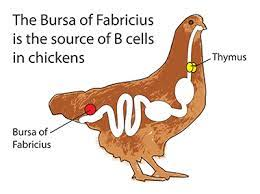 The Bursa of Fabricius
is the source of B cells
in chickens
Thymus
Bursa of
Fabricius